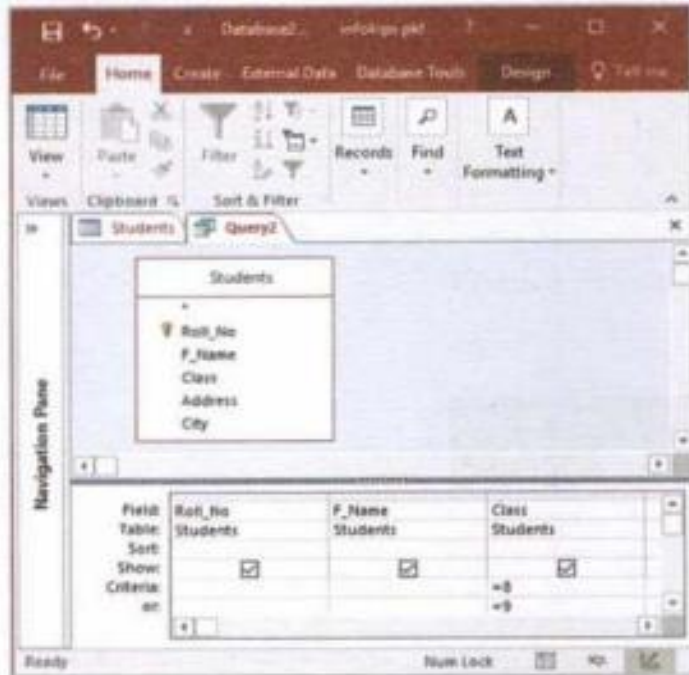 Database2...
File Home Create External Data Database Tools Design Tell me
View Paste Filter Records Find Text Formatting
Views Clipboard Sort & Filter
Students Query2
Navigation Pane
Students
*
Roll_No
F_Name
Class
Address
City
Field: Roll_No F_Name Class
Table: Students Students Students
Sort:
Show:
Criteria: =8
or: =9
Ready Num Lock